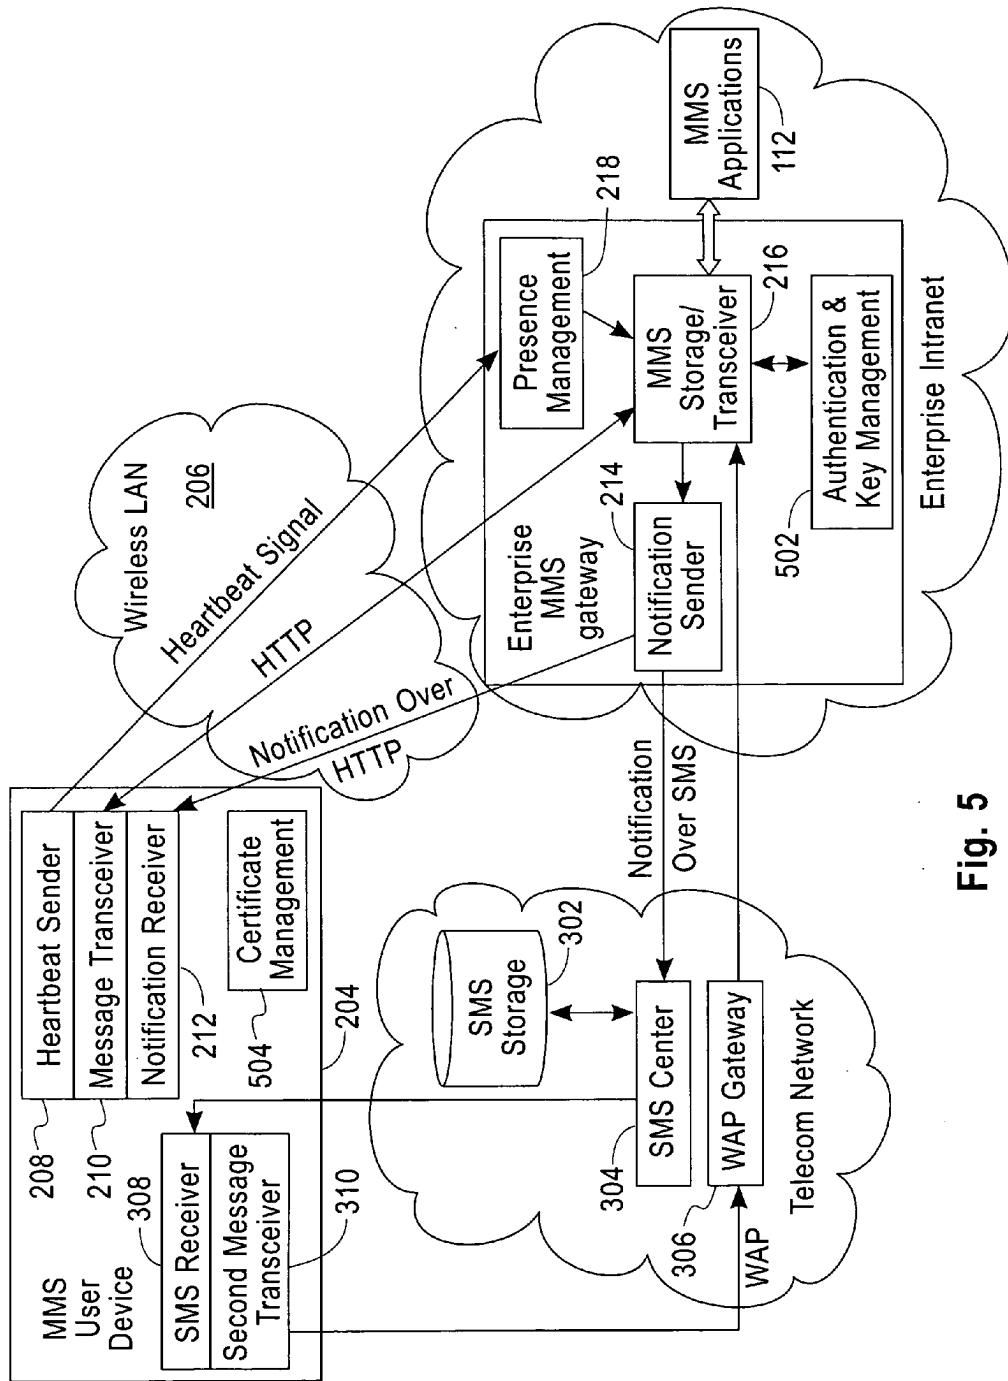 MMS
User
Device
208
Heartbeat Sender
210
Message Transceiver
Notification Receiver
212
308
SMS Receiver
Second Message
Transceiver
310
504
Certificate
Management
204
Wireless LAN
206
Heartbeat Signal
HTTP
Notification Over
HTTP
SMS
Storage
302
304
SMS Center
306
WAP Gateway
WAP
Telecom Network
Notification
Over SMS
Enterprise
MMS
gateway
Presence
Management
218
214
Notification
Sender
MMS
Storage/
Transceiver
216
502
Authentication &
Key Management
MMS
Applications
112
Enterprise Intranet
Fig. 5